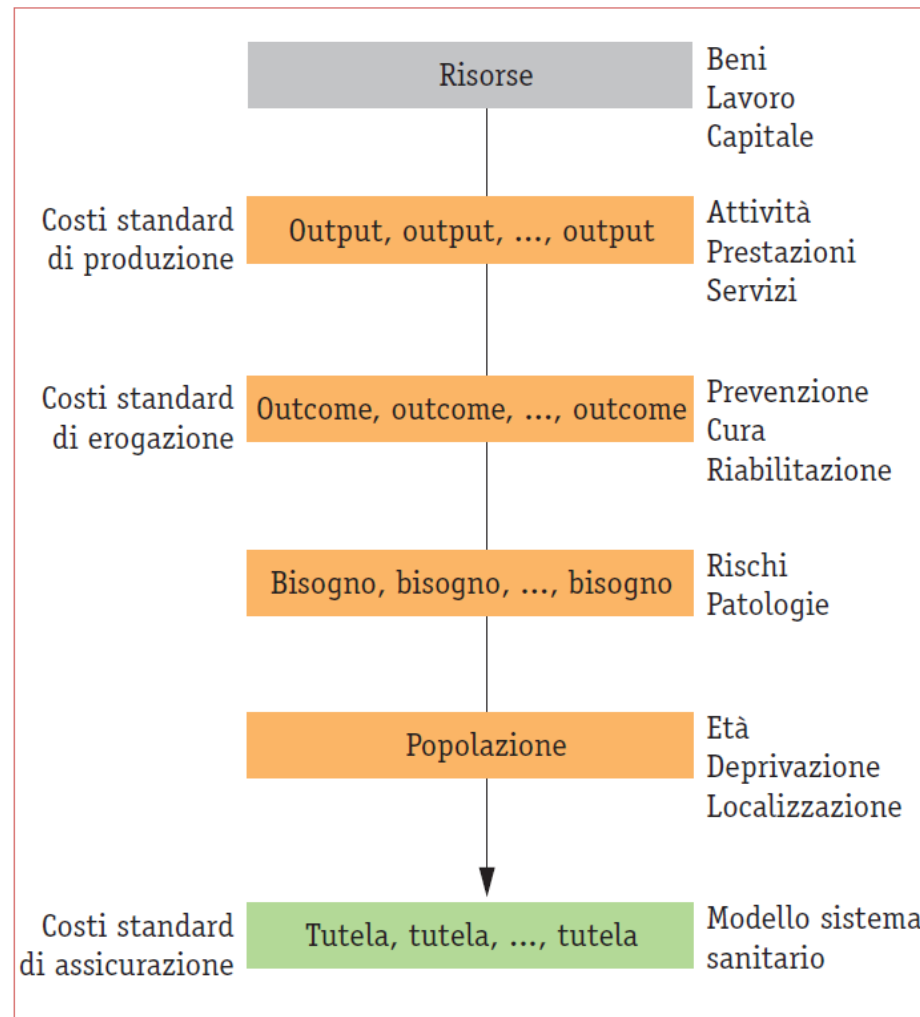 Risorse
Beni
Lavoro
Capitale
Costi standard
di produzione
Output, output, ..., output
Attività
Prestazioni
Servizi
Costi standard
di erogazione
Outcome, outcome, ..., outcome
Prevenzione
Cura
Riabilitazione
Bisogno, bisogno, ..., bisogno
Rischi
Patologie
Popolazione
Età
Deprivazione
Localizzazione
Costi standard
di assicurazione
Tutela, tutela, ..., tutela
Modello sistema
sanitario